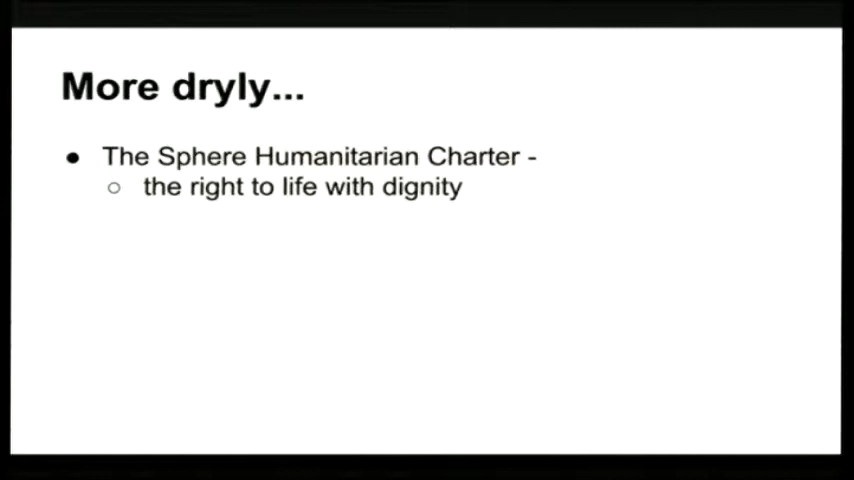 More dryly...
● The Sphere Humanitarian Charter -
○ the right to life with dignity